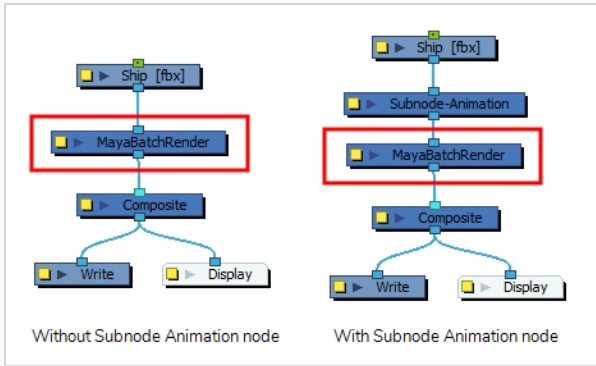 Ship [fbx]
MayaBatchRender
Composite
Write
Display
Without Subnode Animation node
Ship [fbx]
Subnode-Animation
MayaBatchRender
Composite
Write
Display
With Subnode Animation node